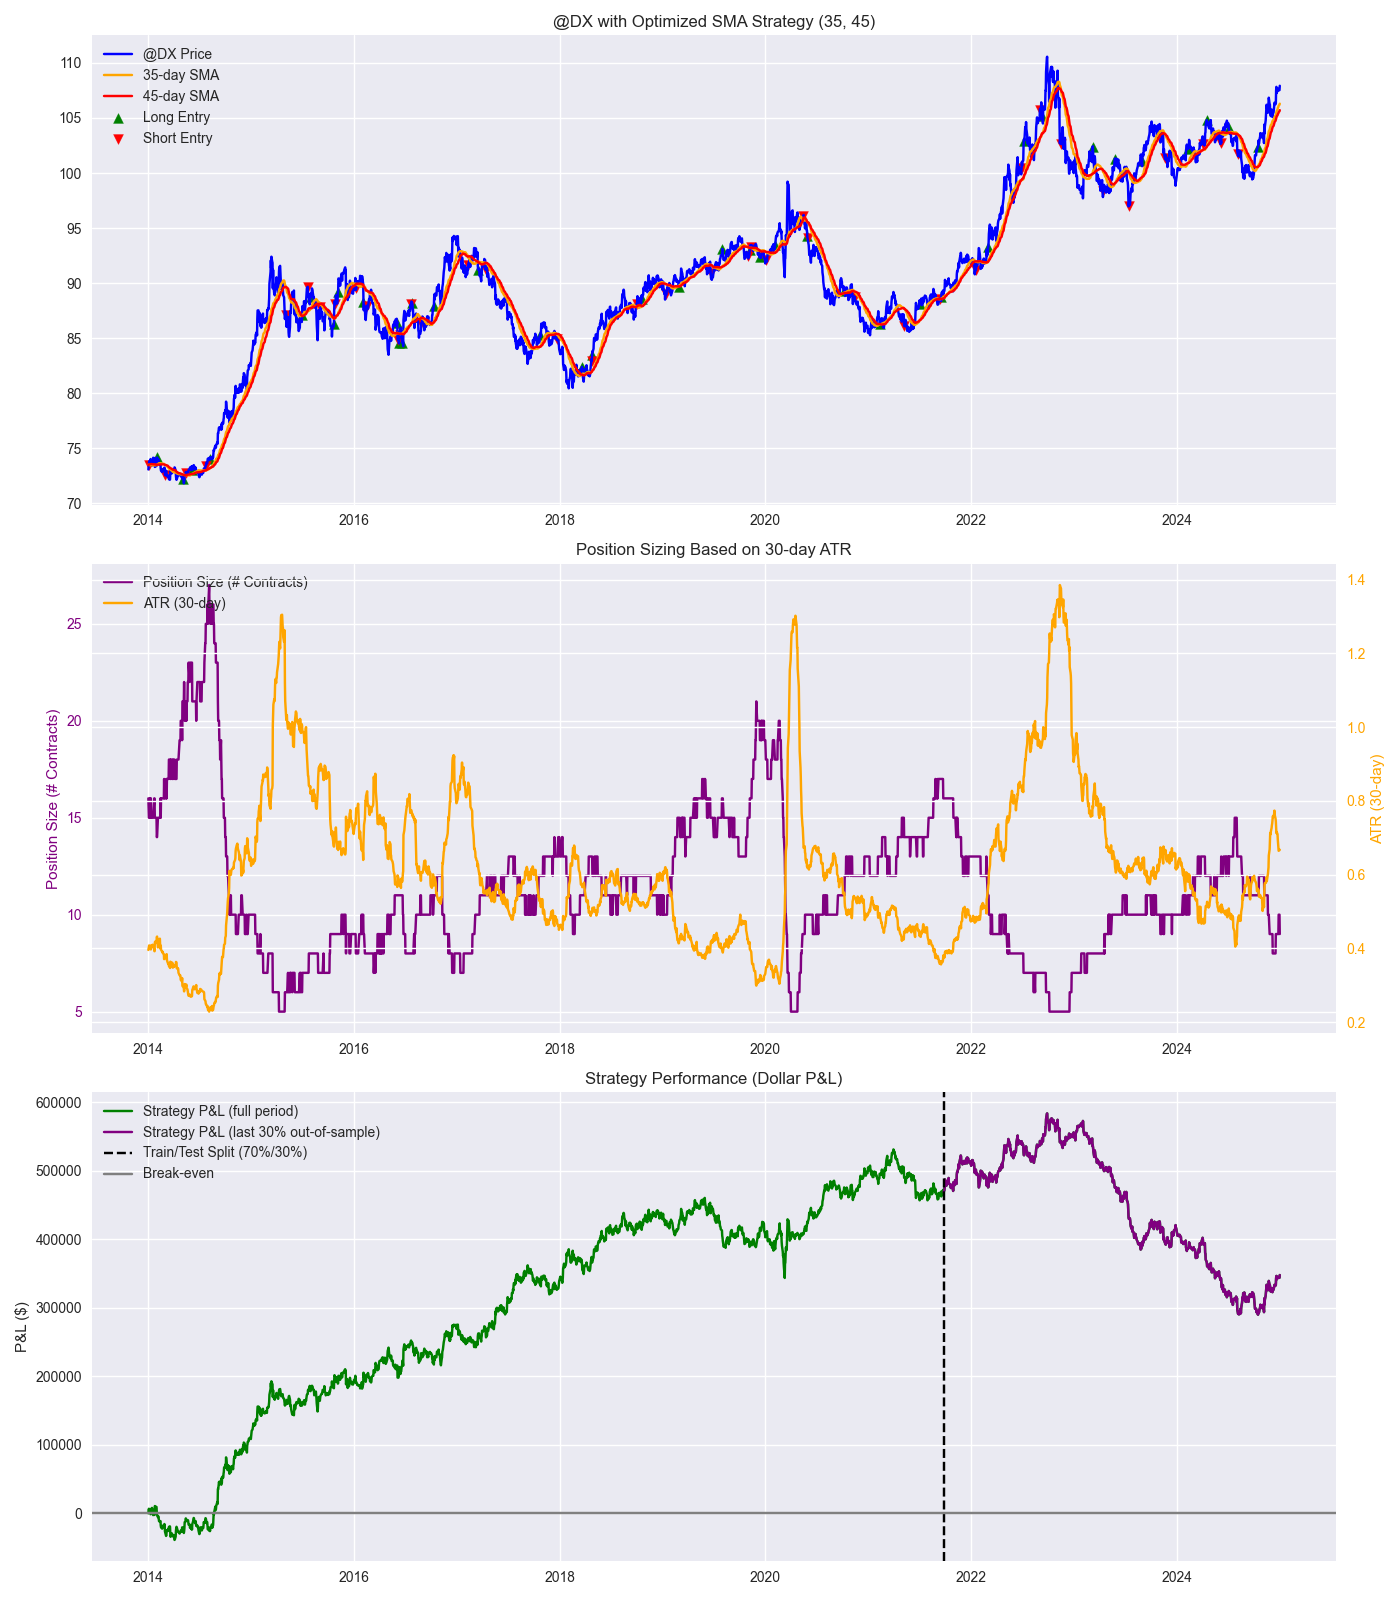 @DX with Optimized SMA Strategy (35, 45)
@DX Price
35-day SMA
45-day SMA
Long Entry
Short Entry
110
105
100
95
90
85
80
75
70
2014 2016 2018 2020 2022 2024
Position Sizing Based on 30-day ATR
Position Size (# Contracts)
ATR (30-day)
Position Size (# Contracts)
25
20
15
10
5
1.4
1.2
1.0
0.8
0.6
0.4
0.2
ATR (30-day)
2014 2016 2018 2020 2022 2024
Strategy Performance (Dollar P&L)
Strategy P&L (full period)
Strategy P&L (last 30% out-of-sample)
Train/Test Split (70%/30%)
Break-even
P&L ($)
600000
500000
400000
300000
200000
100000
0
2014 2016 2018 2020 2022 2024